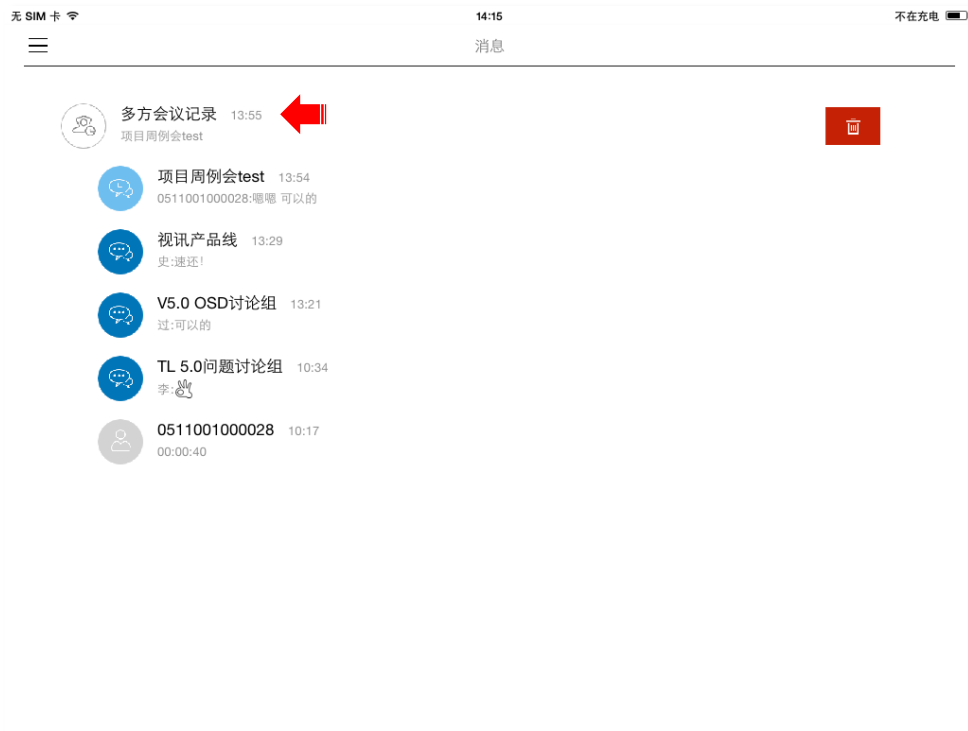 无 SIM 卡
14:15
不在充电
消息
多方会议记录 13:55
项目周例会test
项目周例会test 13:54
0511001000028:嗯嗯 可以的
视讯产品线 13:29
史:速还!
V5.0 OSD讨论组 13:21
过:可以的
TL 5.0问题讨论组 10:34
李:
0511001000028 10:17
00:00:40